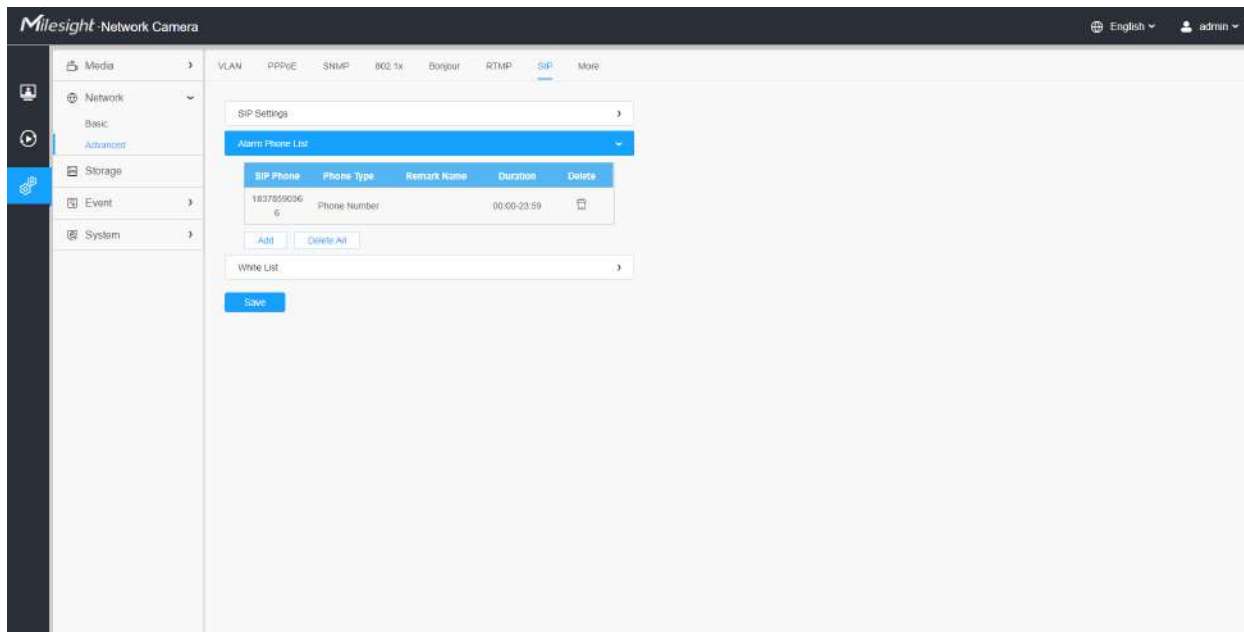 Milesight -Network Camera
English
admin
Media
Network
Basic
Advanced
Storage
Event
System
VLAN PPPoE SNMP 802.1x Bonjour RTMP SIP More
SIP Settings
Alarm Phone List
SIP Phone Phone Type Remark Name Duration Delete
1837859036
6
Phone Number 00:00-23:59
Add Delete All
White List
Save